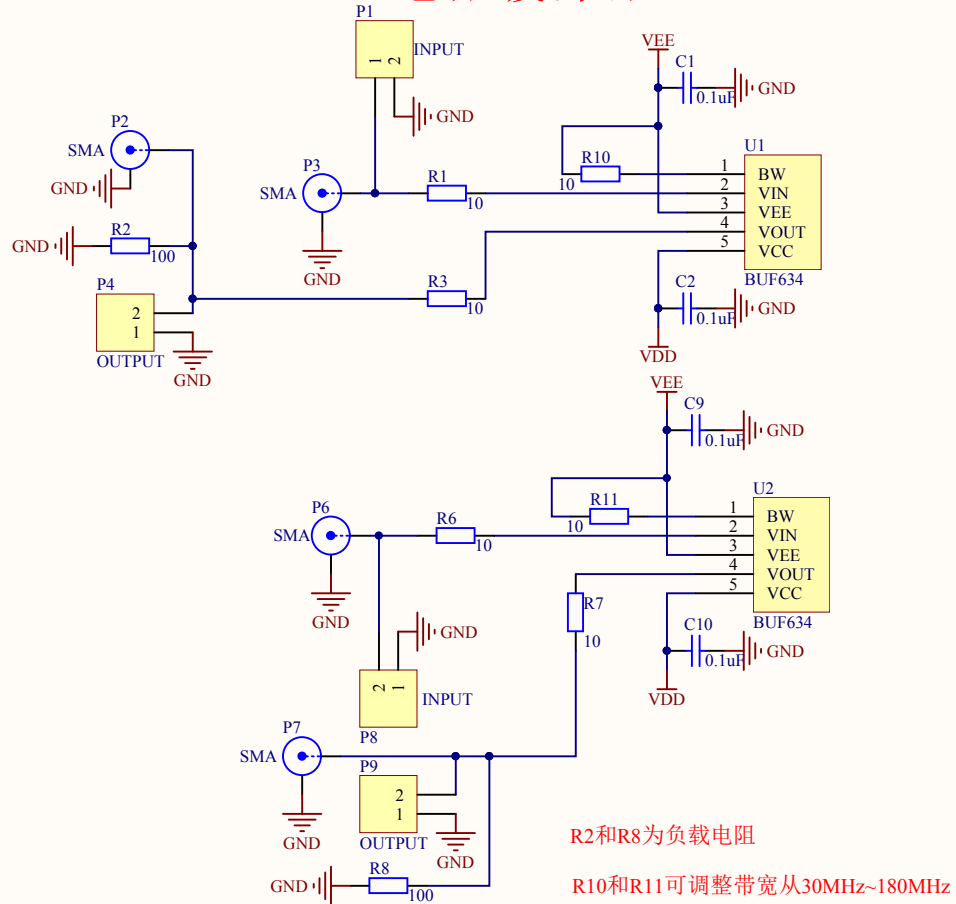 P1
INPUT
1
2
GND
VEE
C1
0.1uF
GND
P2
SMA
GND
P3
SMA
GND
R1
10
R10
10
U1
1
BW
2
VIN
3
VEE
4
VOUT
5
VCC
BUF634
R2
GND
100
P4
2
1
OUTPUT
GND
R3
10
C2
0.1uF
GND
VDD
VEE
C9
0.1uF
GND
P6
SMA
GND
R6
10
R11
10
U2
1
BW
2
VIN
3
VEE
4
VOUT
5
VCC
BUF634
R7
10
C10
0.1uF
GND
VDD
GND
2
1
INPUT
P8
P7
SMA
GND
P9
2
1
OUTPUT
GND
R8
GND
100
R2和R8为负载电阻
R10和R11可调整带宽从30MHz~180MHz